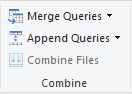 Merge Queries
Append Queries
Combine Files
Combine